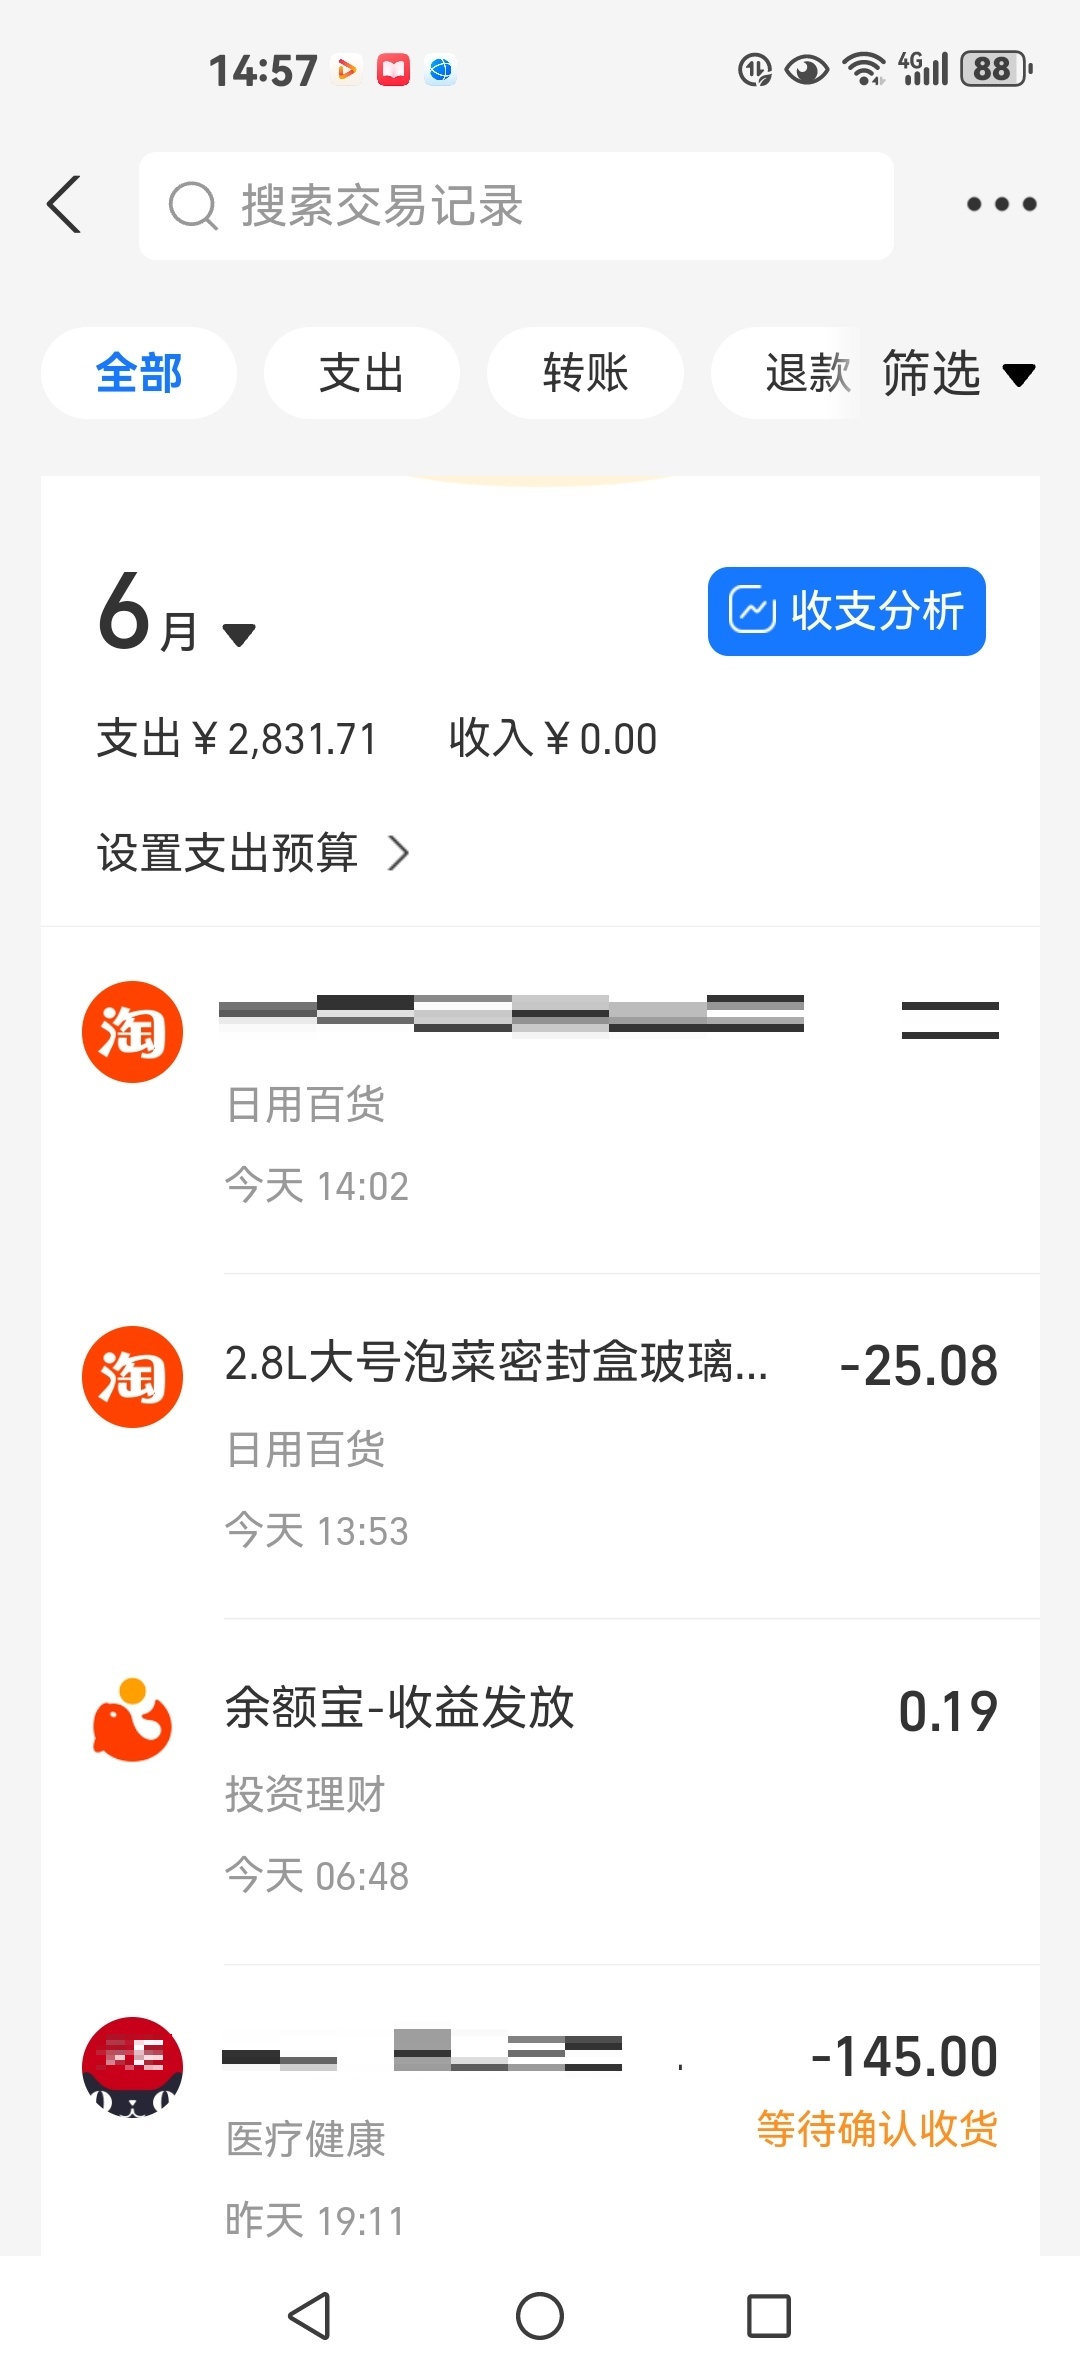 14:57 4G 88
搜索交易记录
全部 支出 转账 退款 筛选
6月 收支分析
支出¥2,831.71 收入¥0.00
设置支出预算
淘
日用百货
今天 14:02
淘 2.8L大号泡菜密封盒玻璃... -25.08
日用百货
今天 13:53
余额宝-收益发放 0.19
投资理财
今天 06:48
-145.00
医疗健康 等待确认收货
昨天 19:11